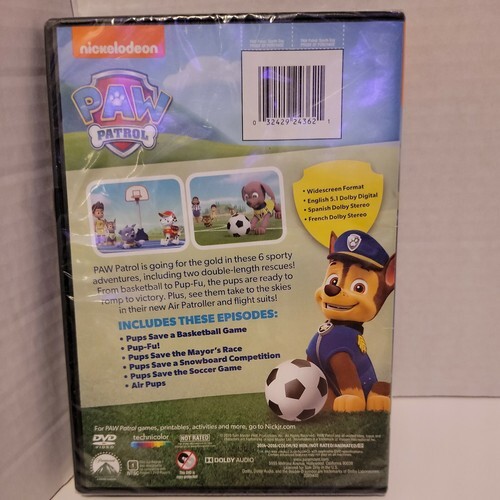 nickelodeon
PAW
PATROL
0 32429 24362 1
• Widescreen Format
• English 5.1 Dolby Digital
• Spanish Dolby Stereo
• French Dolby Stereo
PAW Patrol is going for the gold in these 6 sporty
adventures, including two double-length rescues!
From basketball to Pup-Fu, the pups are ready to
romp to victory. Plus, see them take to the skies
in their new Air Patroller and flight suits!
INCLUDES THESE EPISODES:
• Pups Save a Basketball Game
• Pup-Fu!
• Pups Save the Mayor's Race
• Pups Save a Snowboard Competition
• Pups Save the Soccer Game
• Air Pups
For PAW Patrol games, printables, activities and more, go to Nickjr.com
DVD
VIDEO
technicolor
NOT RATED
DOLBY AUDIO
Paramount